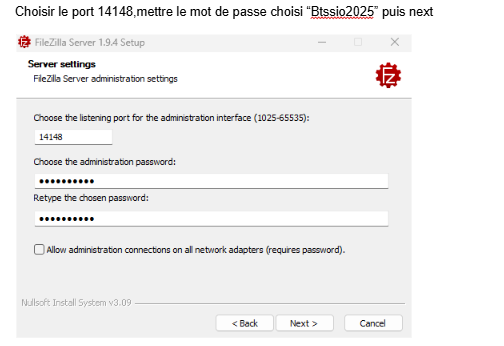 Choisir le port 14148,mettre le mot de passe choisi “Btssio2025” puis next
FileZilla Server 1.9.4 Setup
Server settings
FileZilla Server administration settings
Choose the listening port for the administration interface (1025-65535):
14148
Choose the administration password:
●●●●●●●●●●
Retype the chosen password:
●●●●●●●●●●
Allow administration connections on all network adapters (requires password).
Nullsoft Install System v3.09
< Back Next > Cancel